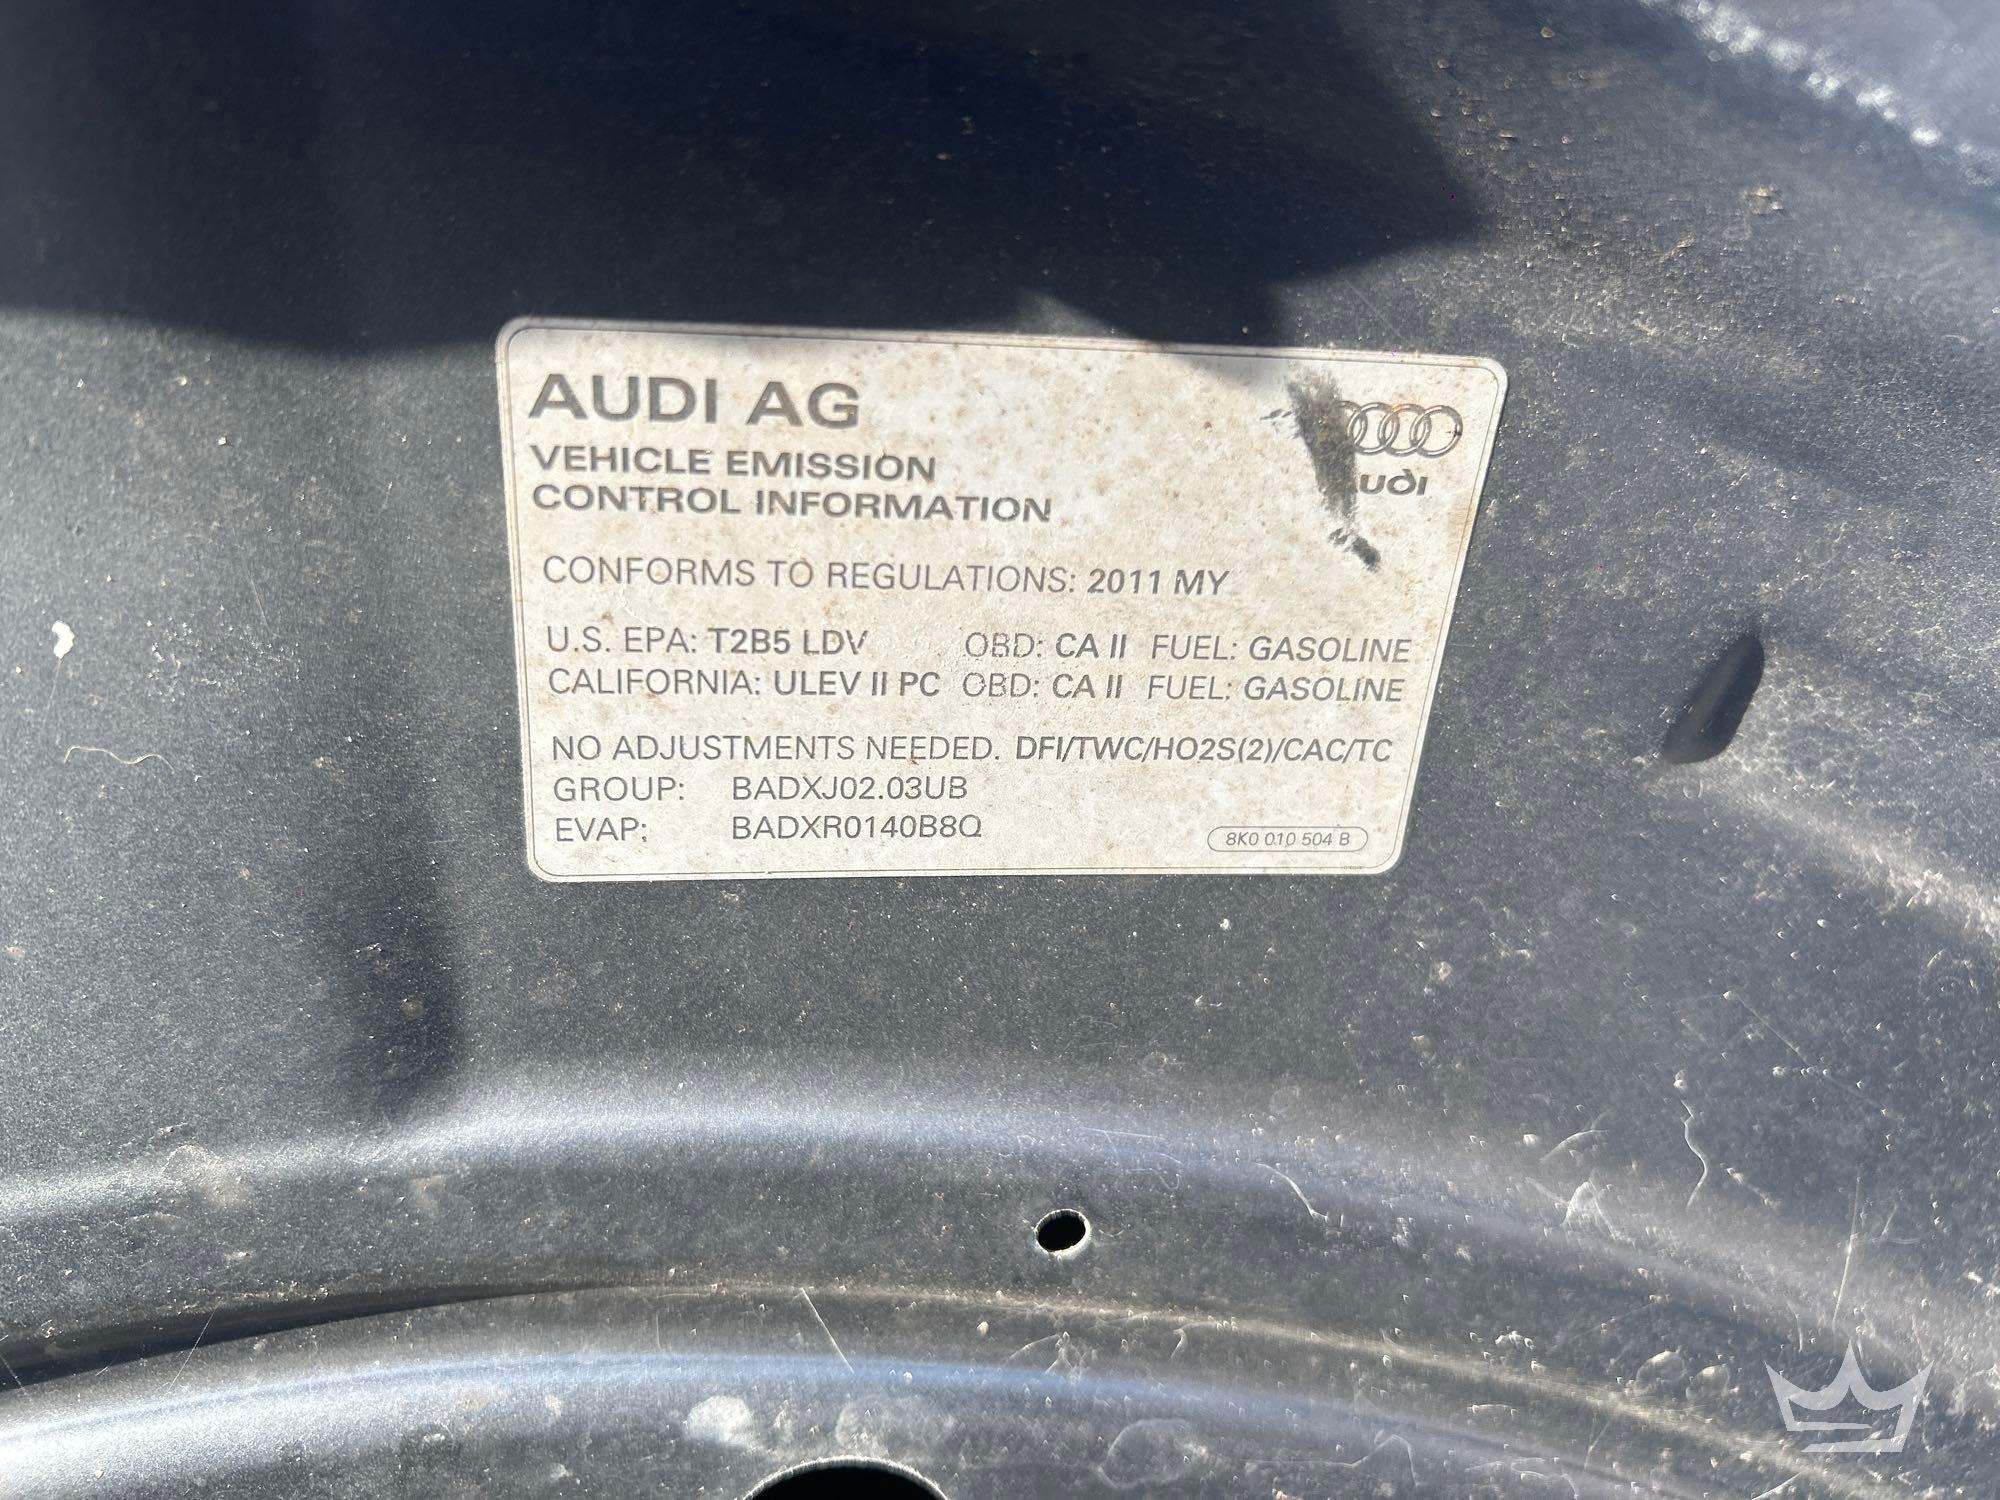 AUDI AG
VEHICLE EMISSION
CONTROL INFORMATION
udi
CONFORMS TO REGULATIONS: 2011 MY
U.S. EPA: T2B5 LDV OBD: CA II FUEL: GASOLINE
CALIFORNIA: ULEV II PC OBD: CA II FUEL: GASOLINE
NO ADJUSTMENTS NEEDED. DFI/TWC/HO2S(2)/CAC/TC
GROUP: BADXJ02.03UB
EVAP: BADXR0140B8Q
8K0 010 504 B